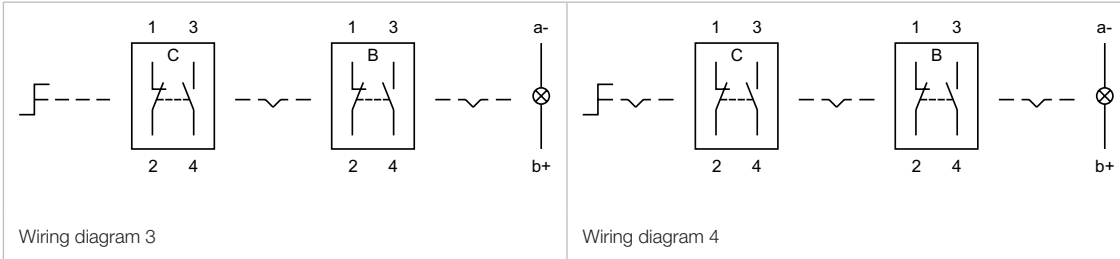 1 3 1 3 a- 1 3 1 3 a-
C B C B
2 4 2 4 b+ 2 4 2 4 b+
Wiring diagram 3 Wiring diagram 4